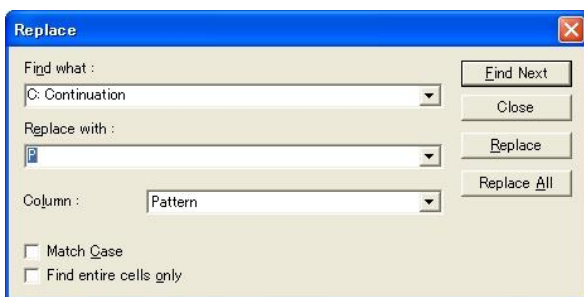 Replace
Find what :
C: Continuation
Replace with :
P
Column :
Pattern
Match Case
Find entire cells only
Find Next
Close
Replace
Replace All